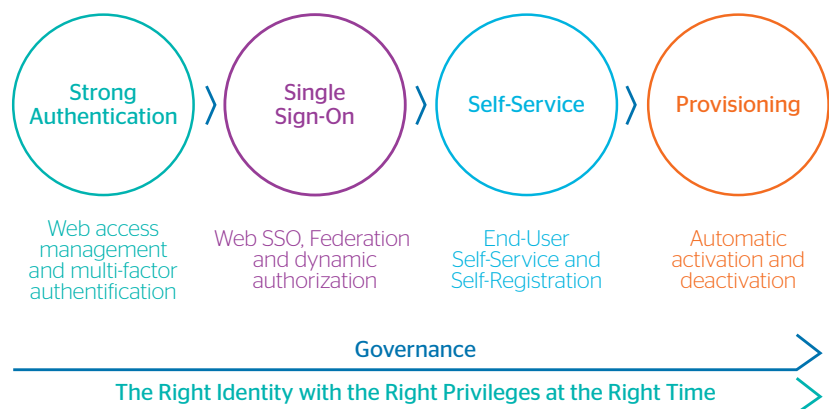 Strong
Authentication
Single
Sign-On
Self-Service
Provisioning
Web access
management
and multi-factor
authentification
Web SSO, Federation
and dynamic
authorization
End-User
Self-Service and
Self-Registration
Automatic
activation and
deactivation
Governance
The Right Identity with the Right Privileges at the Right Time